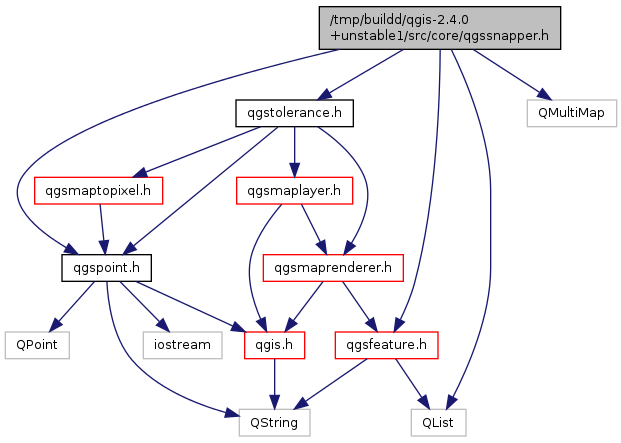 /tmp/buildd/qgis-2.4.0
+unstable1/src/core/qgssnapper.h
qgstolerance.h
QMultiMap
qgsmaptopixel.h
qgsmaplayer.h
qgspoint.h
qgsmaprenderer.h
QPoint
iostream
qgis.h
qgsfeature.h
QString
QList